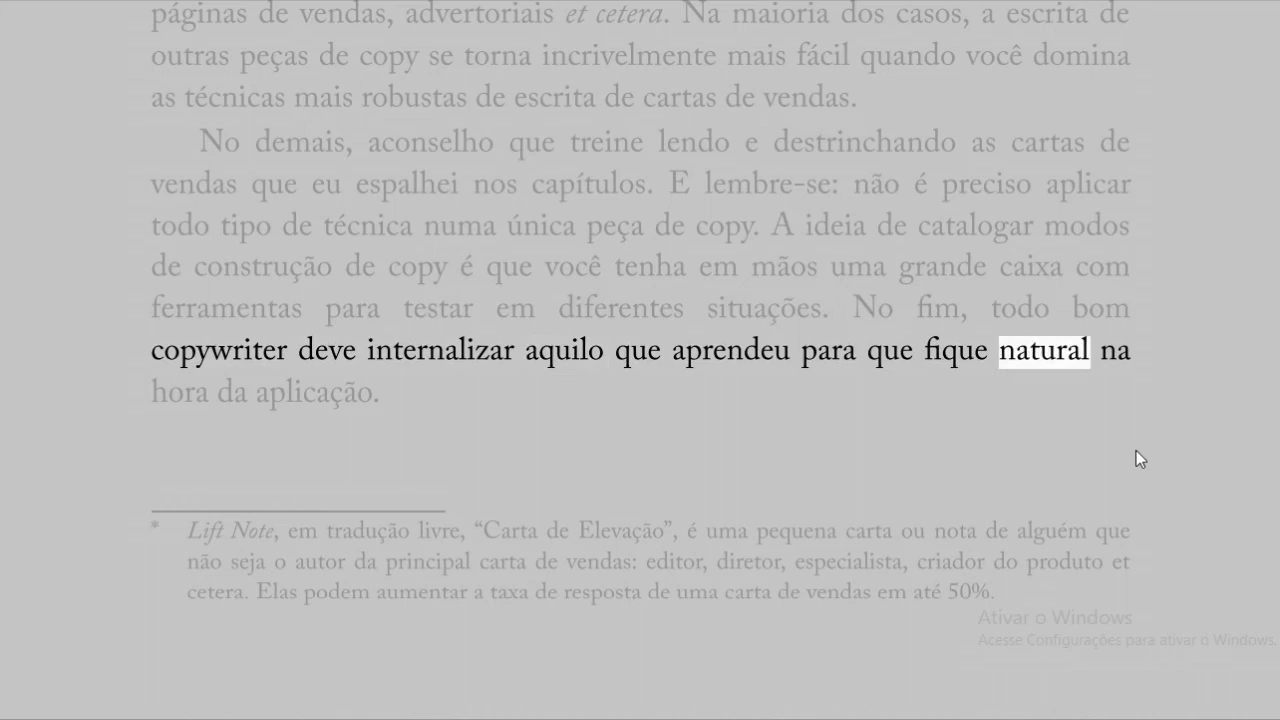 páginas de vendas, advertoriais et cetera. Na maioria dos casos, a escrita de
outras peças de copy se torna incrivelmente mais fácil quando você domina
as técnicas mais robustas de escrita de cartas de vendas.
No demais, aconselho que treine lendo e destrinchando as cartas de
vendas que eu espalhei nos capítulos. E lembre-se: não é preciso aplicar
todo tipo de técnica numa única peça de copy. A ideia de catalogar modos
de construção de copy é que você tenha em mãos uma grande caixa com
ferramentas para testar em diferentes situações. No fim, todo bom
copywriter deve internalizar aquilo que aprendeu para que fique natural na
hora da aplicação.
* Lift Note, em tradução livre, “Carta de Elevação”, é uma pequena carta ou nota de alguém que
não seja o autor da principal carta de vendas: editor, diretor, especialista, criador do produto et
cetera. Elas podem aumentar a taxa de resposta de uma carta de vendas em até 50%.
Ativar o Windows
Acesse Configurações para ativar o Windows.